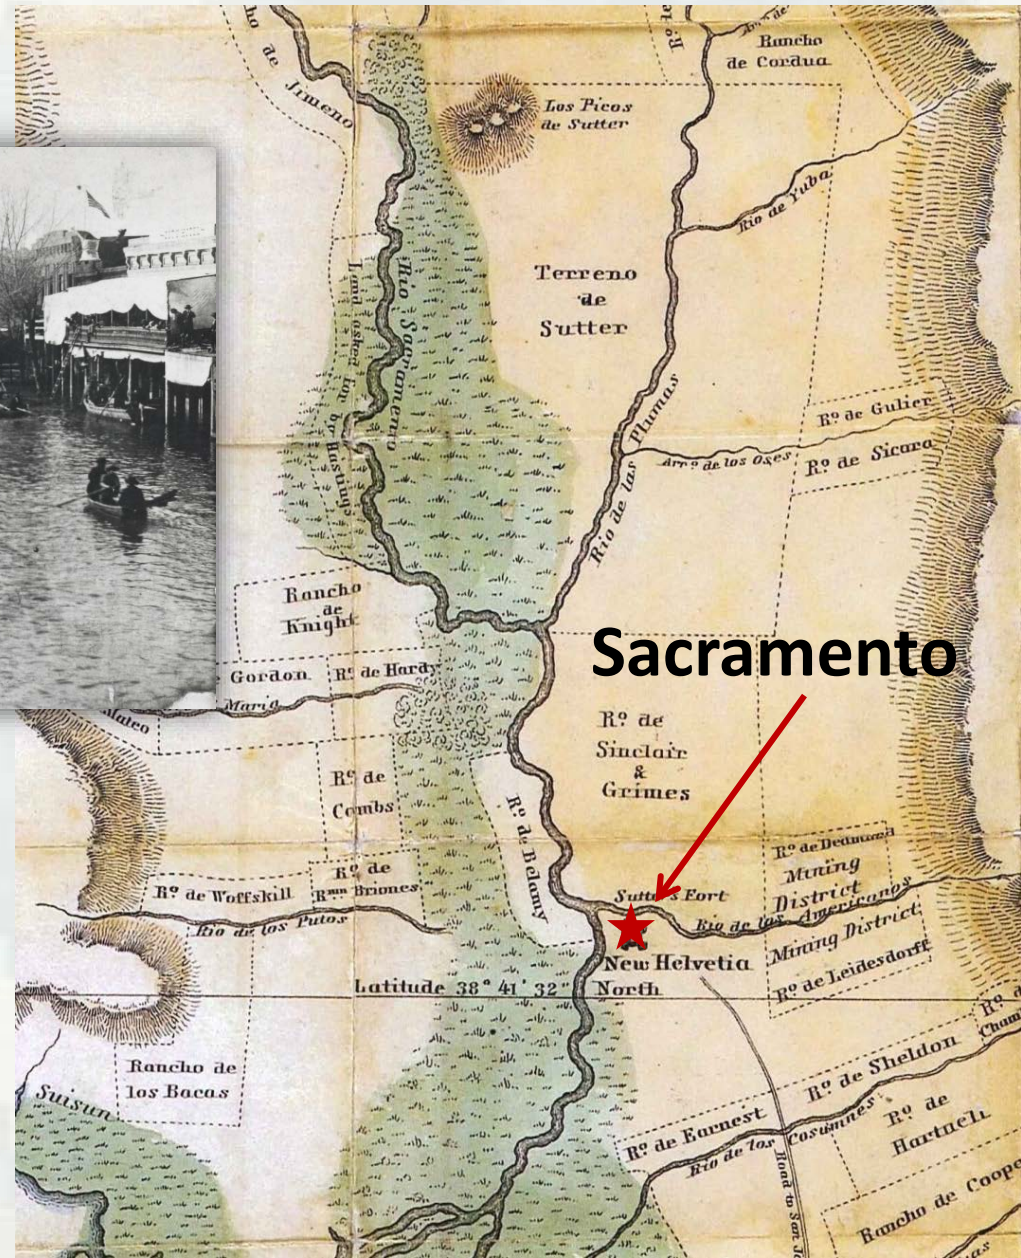 Rancho
de Cordua
de
Jimeno
Los Picos
de Sutter
Rio de Yuba
Terreno
de
Sutter
Rio Sacramento
Land asked for by Hastings
Rio de las Plumas
Rº de Gulier
Arrº de los Oses
Rº de Sicara
Rancho
de
Knight
Sacramento
Gordon
Rº de Hardy
Maria
Mateo
Rº de
Sinclair
&
Grimes
Rº de
Combs
Rº de Belamy
Rº de
Rmn Briones
Rº de Woffskill
Rio de los Putos
Mining
District
Rio de los Americanos
Fort
New Helvetia
Mining District
Rº de Leidesdorff
Latitude 38° 41' 32" North
Rancho de
los Bacas
Suisun
Rº de Sheldon
Rº de Earnest
Rio de los Cosumnes
Rº de
Hartnell
Road to San
Rancho de